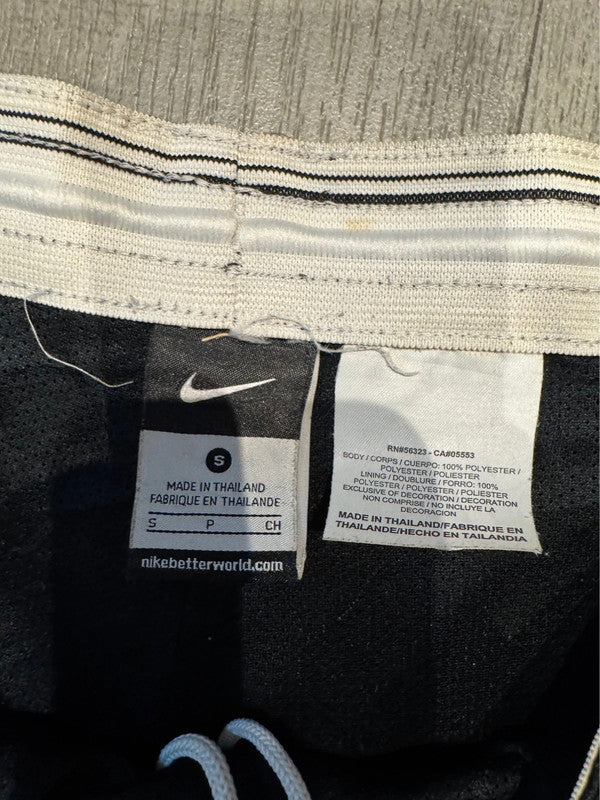 S
MADE IN THAILAND
FABRIQUE EN THAILANDE
S P CH
nikebetterworld.com
RN#56323 - CA#05553
BODY / CORPS / CUERPO: 100% POLYESTER /
POLYESTER / POLIESTER
LINING / DOUBLURE / FORRO: 100%
POLYESTER / POLYESTER / POLIESTER
EXCLUSIVE OF DECORATION / DECORATION
NON COMPRISE / NO INCLUYE LA
DECORACION
MADE IN THAILAND/FABRIQUE EN
THAILANDE/HECHO EN TAILANDIA